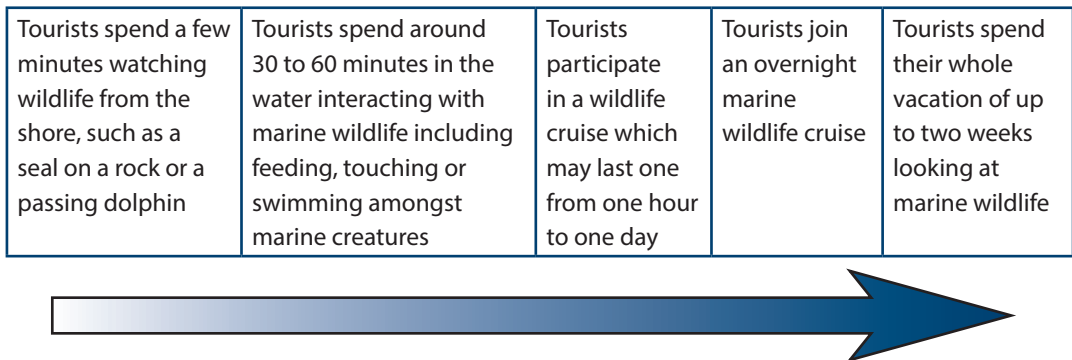 Tourists spend a few
minutes watching
wildlife from the
shore, such as a
seal on a rock or a
passing dolphin
Tourists spend around
30 to 60 minutes in the
water interacting with
marine wildlife including
feeding, touching or
swimming amongst
marine creatures
Tourists
participate
in a wildlife
cruise which
may last one
from one hour
to one day
Tourists join
an overnight
marine
wildlife cruise
Tourists spend
their whole
vacation of up
to two weeks
looking at
marine wildlife